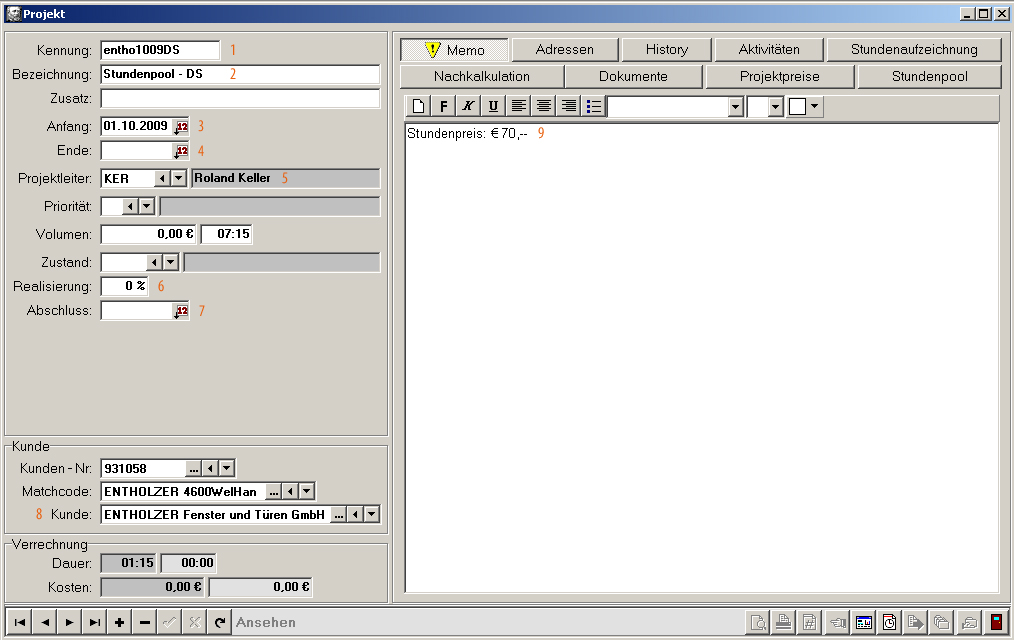 Projekt
Kennung: entho1009DS 1
Bezeichnung: Stundenpool - DS 2
Zusatz:
Anfang: 01.10.2009 12 3
Ende: 12 4
Projektleiter: KER Roland Keller 5
Priorität:
Volumen: 0,00 € 07:15
Zustand:
Realisierung: 0 % 6
Abschluss: 12 7
Kunde
Kunden - Nr: 931058 ...
Matchcode: ENTHOLZER 4600WelHan ...
8 Kunde: ENTHOLZER Fenster und Türen GmbH ...
Verrechnung
Dauer: 01:15 00:00
Kosten: 0,00 € 0,00 €
Memo Adressen History Aktivitäten Stundenaufzeichnung
Nachkalkulation Dokumente Projektpreise Stundenpool
F K U
Stundenpreis: € 70,-- 9
Ansehen